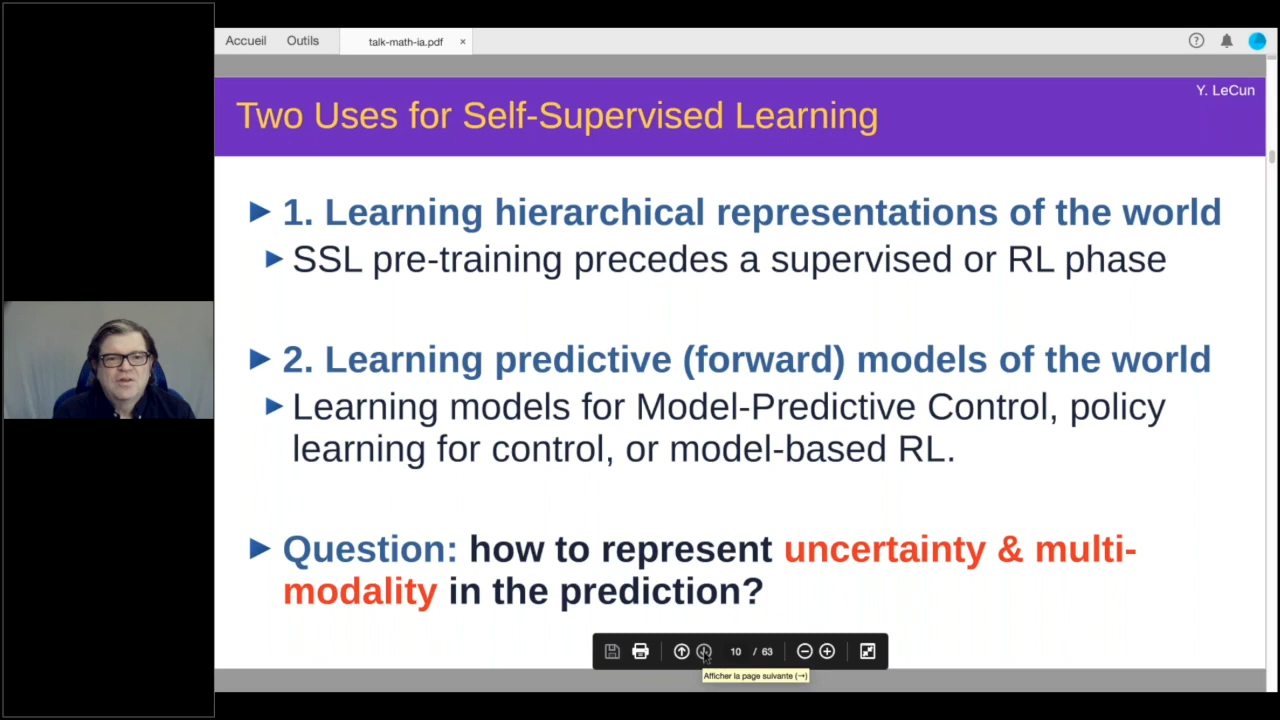 Accueil Outils talk-math-ia.pdf ×
Y. LeCun
Two Uses for Self-Supervised Learning
1. Learning hierarchical representations of the world
SSL pre-training precedes a supervised or RL phase
2. Learning predictive (forward) models of the world
Learning models for Model-Predictive Control, policy
learning for control, or model-based RL.
Question: how to represent uncertainty & multi-
modality in the prediction?
10 / 63
Afficher la page suivante (→)